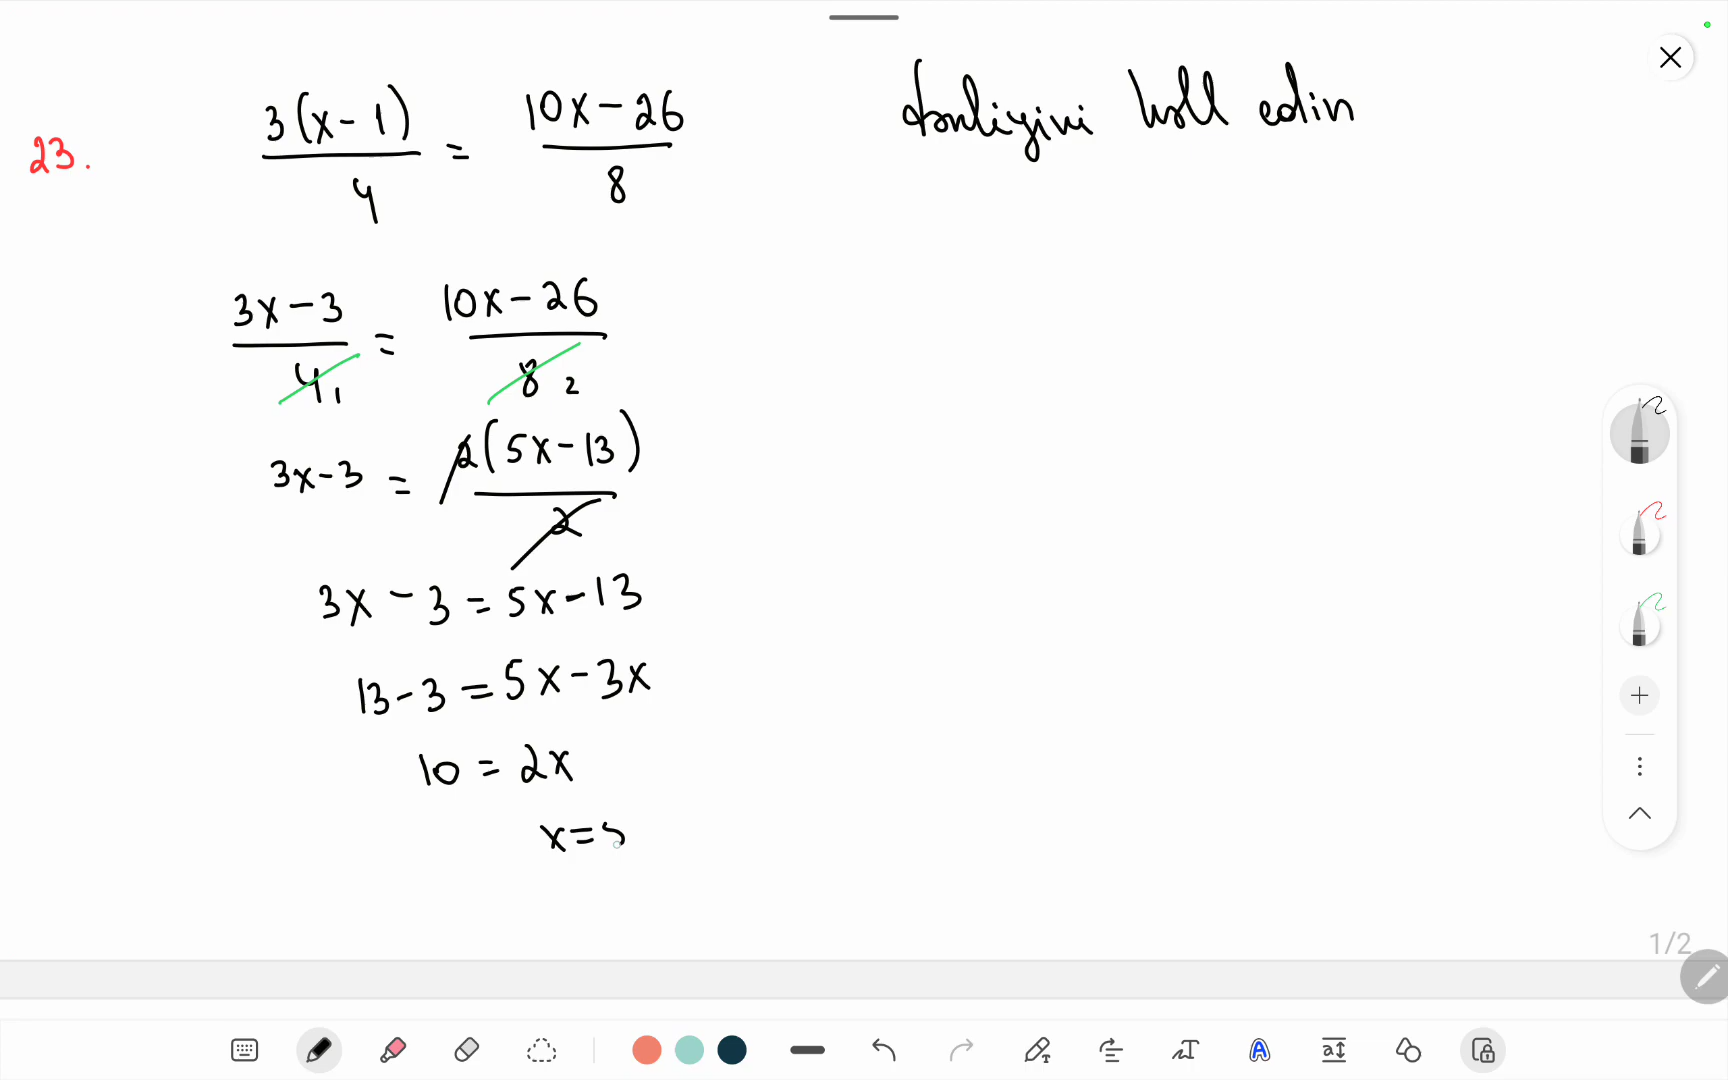 23. 3(x-1)/4 = 10x-26/8 tənliyini həll edin
3x-3/4 1 = 10x-26/8 2
3x-3 = 2(5x-13)/2
3x-3=5x-13
13-3=5x-3x
10=2x
x=5
1/2